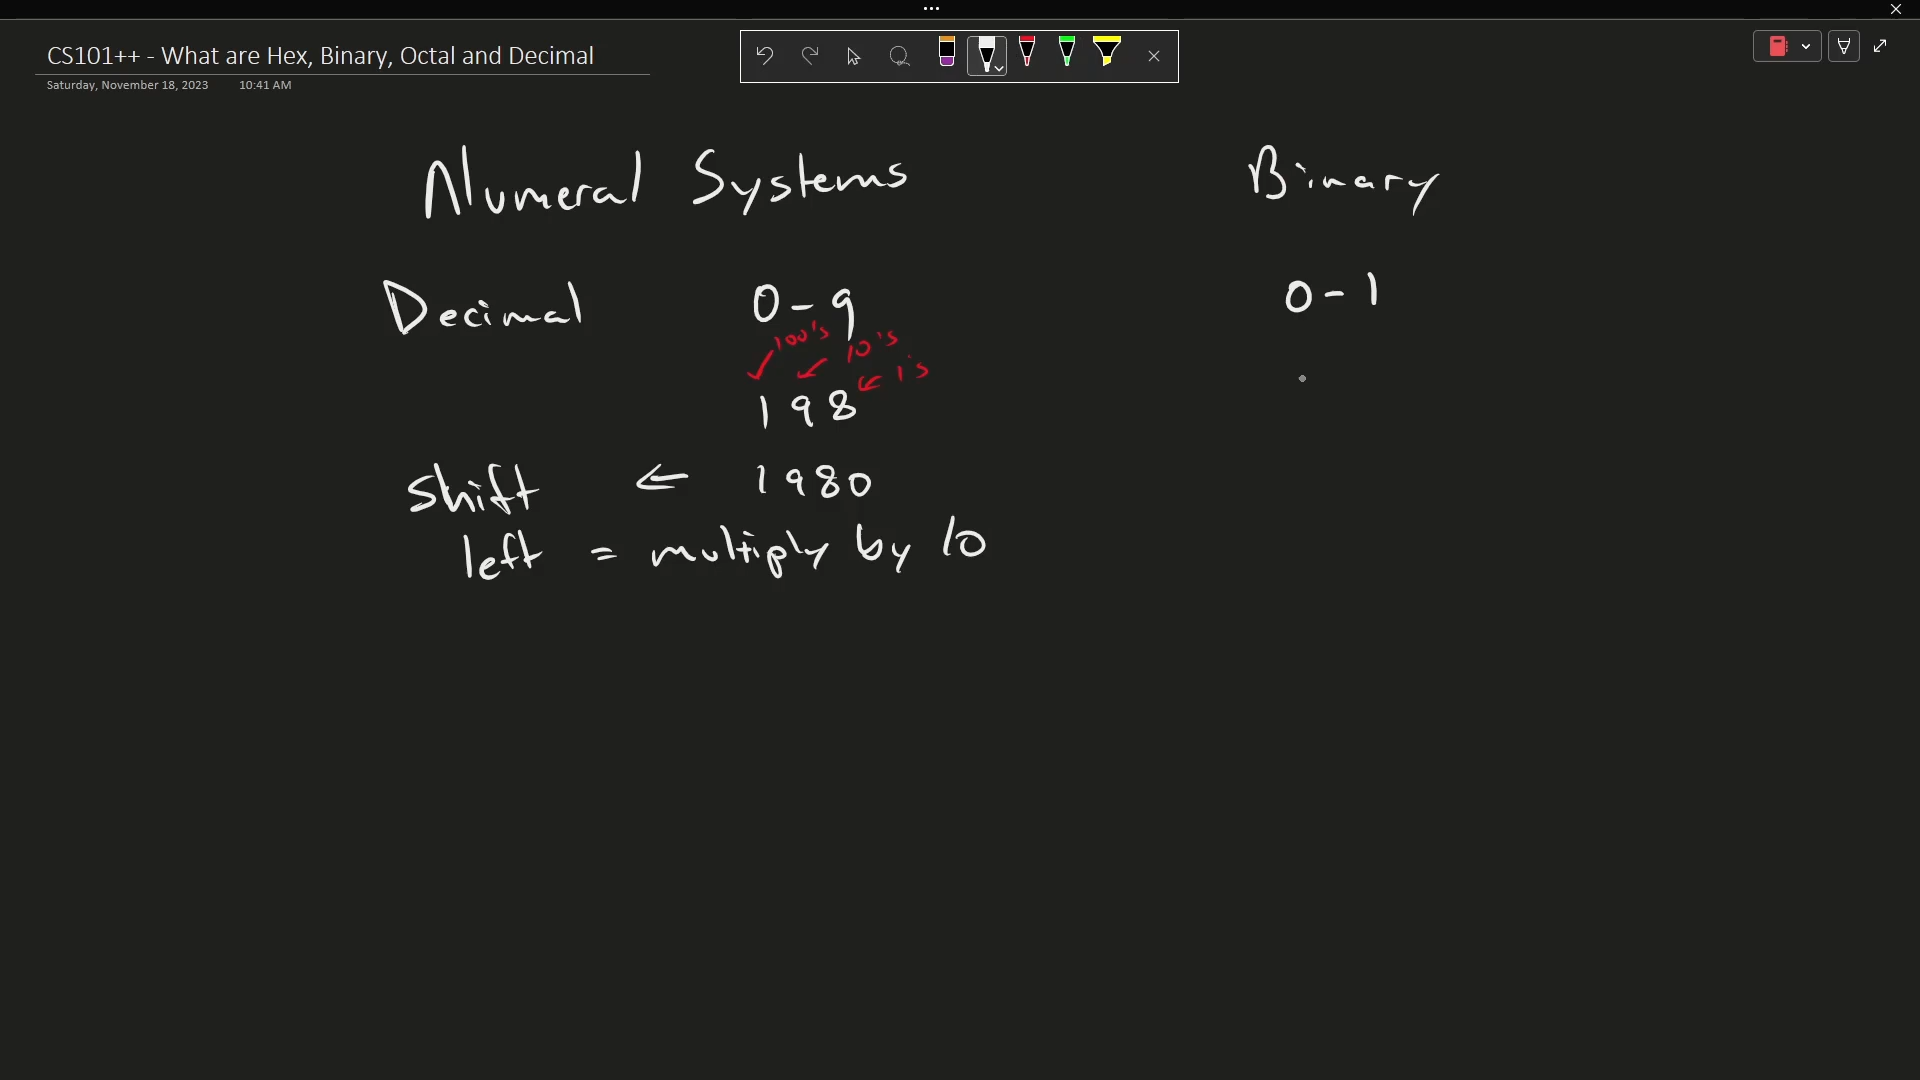 CS101++ - What are Hex, Binary, Octal and Decimal
Saturday, November 18, 2023 10:41 AM
Numeral Systems
Decimal 0-9
100's
10's
1's
198
shift ← 1980
left = multiply by 10
Binary
0-1